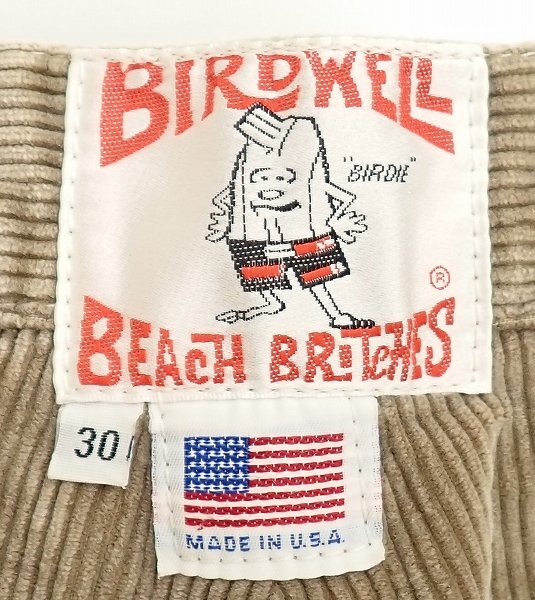 BIRDWELL
"BIRDIE"
®
BEACH BRITCHES
30
MADE IN U.S.A.